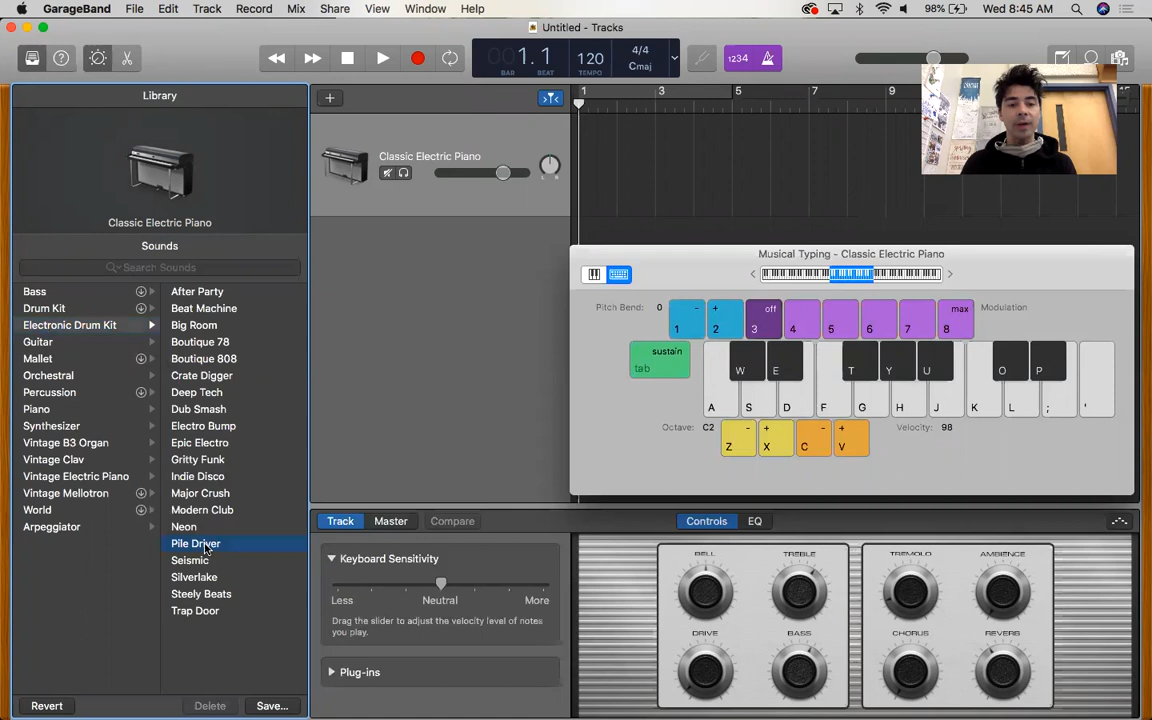 GarageBand File Edit Track Record Mix Share View Window Help 98% Wed 8:45 AM
Untitled - Tracks
1.1 120 4/4 Cmaj 1234
BAR BEAT TEMPO
Library
1 3 5 7 9
Classic Electric Piano
L R
Classic Electric Piano
Sounds
Search Sounds
Bass
Drum Kit
Electronic Drum Kit
Guitar
Mallet
Orchestral
Percussion
Piano
Synthesizer
Vintage B3 Organ
Vintage Clav
Vintage Electric Piano
Vintage Mellotron
World
Arpeggiator
After Party
Beat Machine
Big Room
Boutique 78
Boutique 808
Crate Digger
Deep Tech
Dub Smash
Electro Bump
Epic Electro
Gritty Funk
Indie Disco
Major Crush
Modern Club
Neon
Pile Driver
Seismic
Silverlake
Steely Beats
Trap Door
Revert Delete Save...
Musical Typing - Classic Electric Piano
Pitch Bend: 0 - + off max Modulation
1 2 3 4 5 6 7 8
sustain
tab
W E T Y U O P
A S D F G H J K L ; '
Octave: C2 - + - + Velocity: 98
Z X C V
Track Master Compare Controls EQ
Keyboard Sensitivity
Less Neutral More
Drag the slider to adjust the velocity level of notes
you play.
Plug-ins
BELL TREBLE TREMOLO AMBIENCE
DRIVE BASS CHORUS REVERB